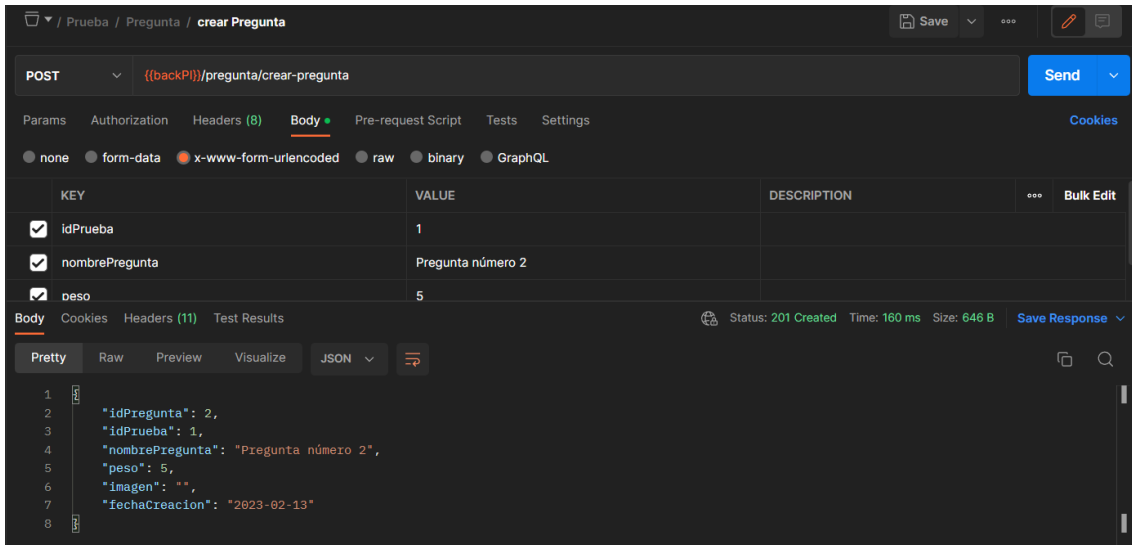 / Prueba / Pregunta / crear Pregunta Save
POST {{backPI}}/pregunta/crear-pregunta Send
Params Authorization Headers (8) Body Pre-request Script Tests Settings Cookies
none form-data x-www-form-urlencoded raw binary GraphQL
KEY VALUE DESCRIPTION Bulk Edit
idPrueba 1
nombrePregunta Pregunta número 2
peso 5
Body Cookies Headers (11) Test Results Status: 201 Created Time: 160 ms Size: 646 B Save Response
Pretty Raw Preview Visualize JSON
1 {
2 "idPregunta": 2,
3 "idPrueba": 1,
4 "nombrePregunta": "Pregunta número 2",
5 "peso": 5,
6 "imagen": "",
7 "fechaCreacion": "2023-02-13"
8 }